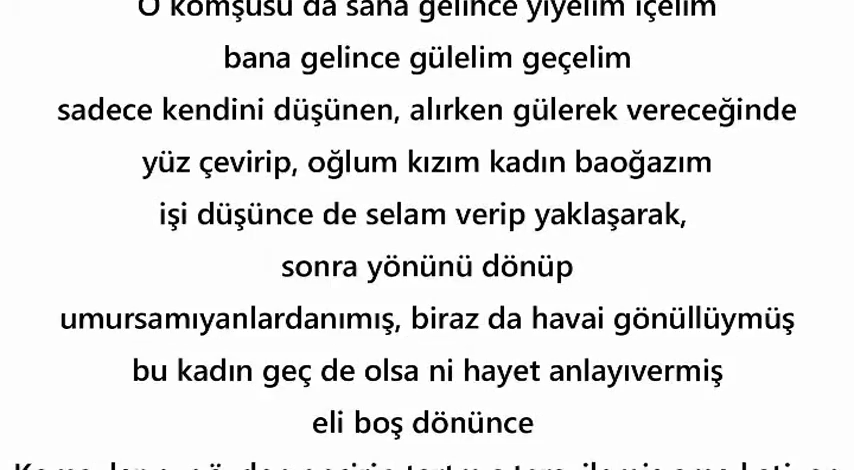 O komşusu da sana gelince yiyelim içelim
bana gelince gülelim geçelim
sadece kendini düşünen, alırken gülerek vereceğinde
yüz çevirip, oğlum kızım kadın baoğazım
işi düşünce de selam verip yaklaşarak,
sonra yönünü dönüp
umursamıyanlardanımış, biraz da havai gönüllüymüş
bu kadın geç de olsa ni hayet anlayıvermiş
eli boş dönünce